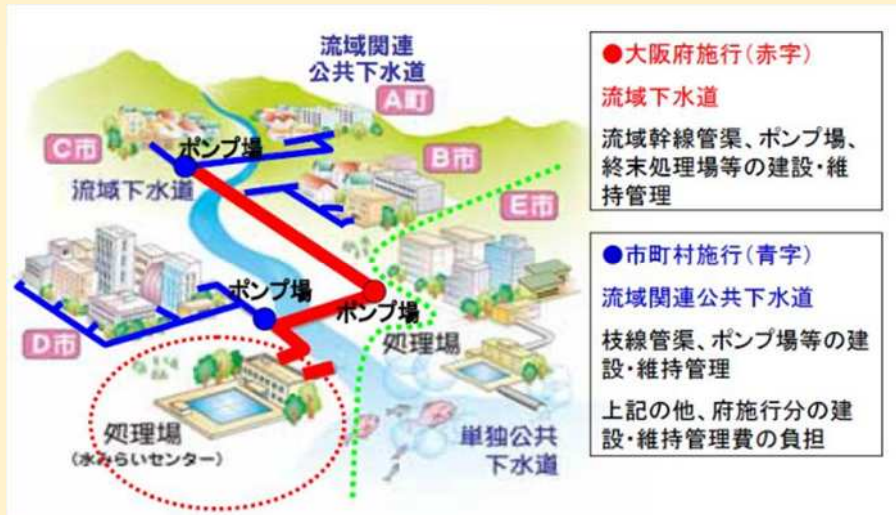 流域関連
公共下水道
A町
C市
ポンプ場
B市
流域下水道
E市
ポンプ場
ポンプ場
D市
処理場
処理場
(水みらいセンター)
単独公共
下水道
●大阪府施行(赤字)
流域下水道
流域幹線管渠、ポンプ場、
終末処理場等の建設・維
持管理
●市町村施行(青字)
流域関連公共下水道
枝線管渠、ポンプ場等の建
設・維持管理
上記の他、府施行分の建
設・維持管理費の負担